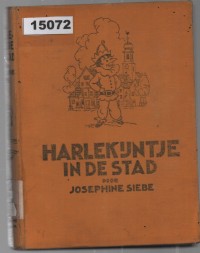 15072
HARLEKIJNTJE
IN DE STAD
DOOR
JOSEPHINE SIEBE